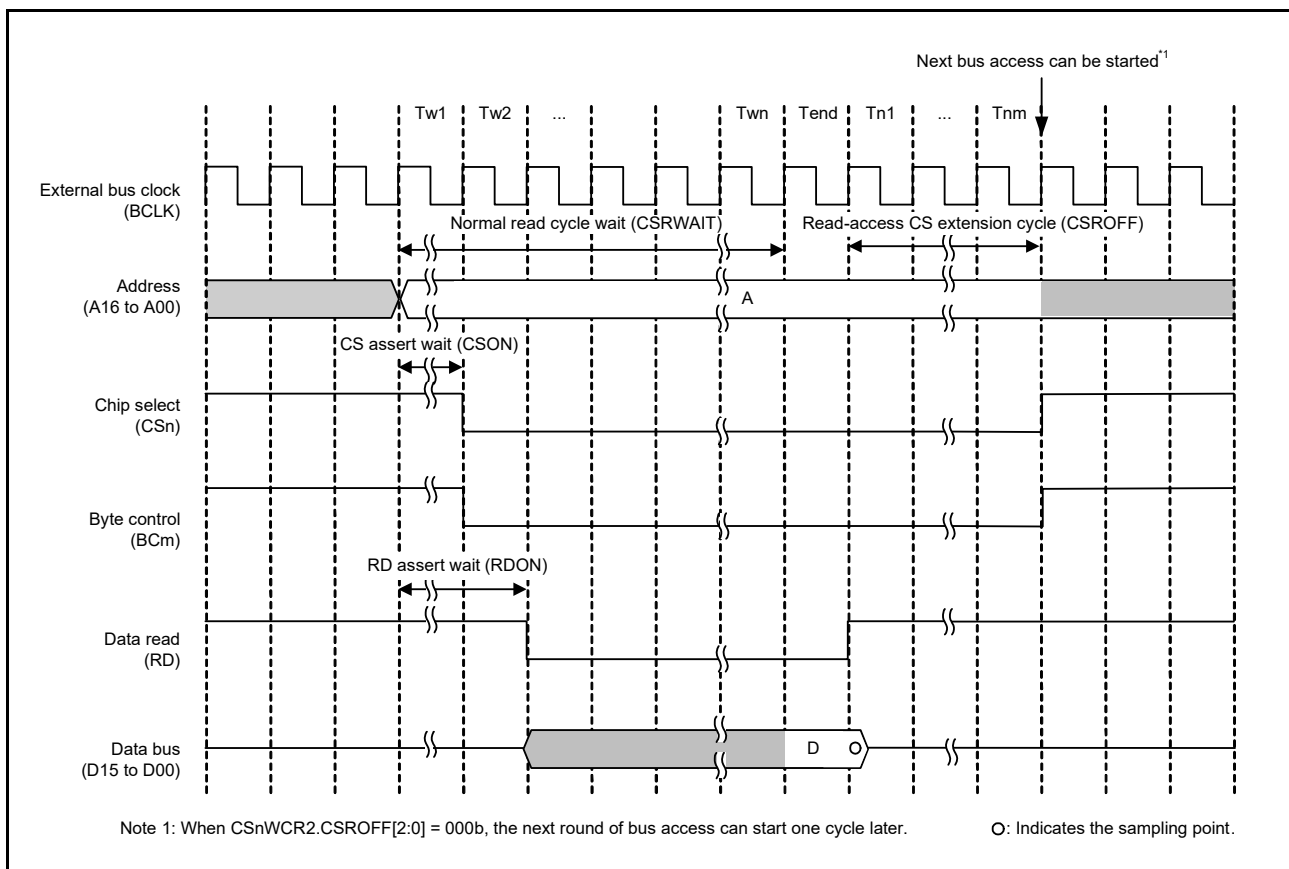 Next bus access can be started*1
Tw1 Tw2 ... Twn Tend Tn1 ... Tnm
External bus clock
(BCLK)
Normal read cycle wait (CSRWAIT)
Read-access CS extension cycle (CSROFF)
Address
(A16 to A00)
A
CS assert wait (CSON)
Chip select
(CSn)
Byte control
(BCm)
RD assert wait (RDON)
Data read
(RD)
Data bus
(D15 to D00)
D
Note 1: When CSnWCR2.CSROFF[2:0] = 000b, the next round of bus access can start one cycle later.
O: Indicates the sampling point.